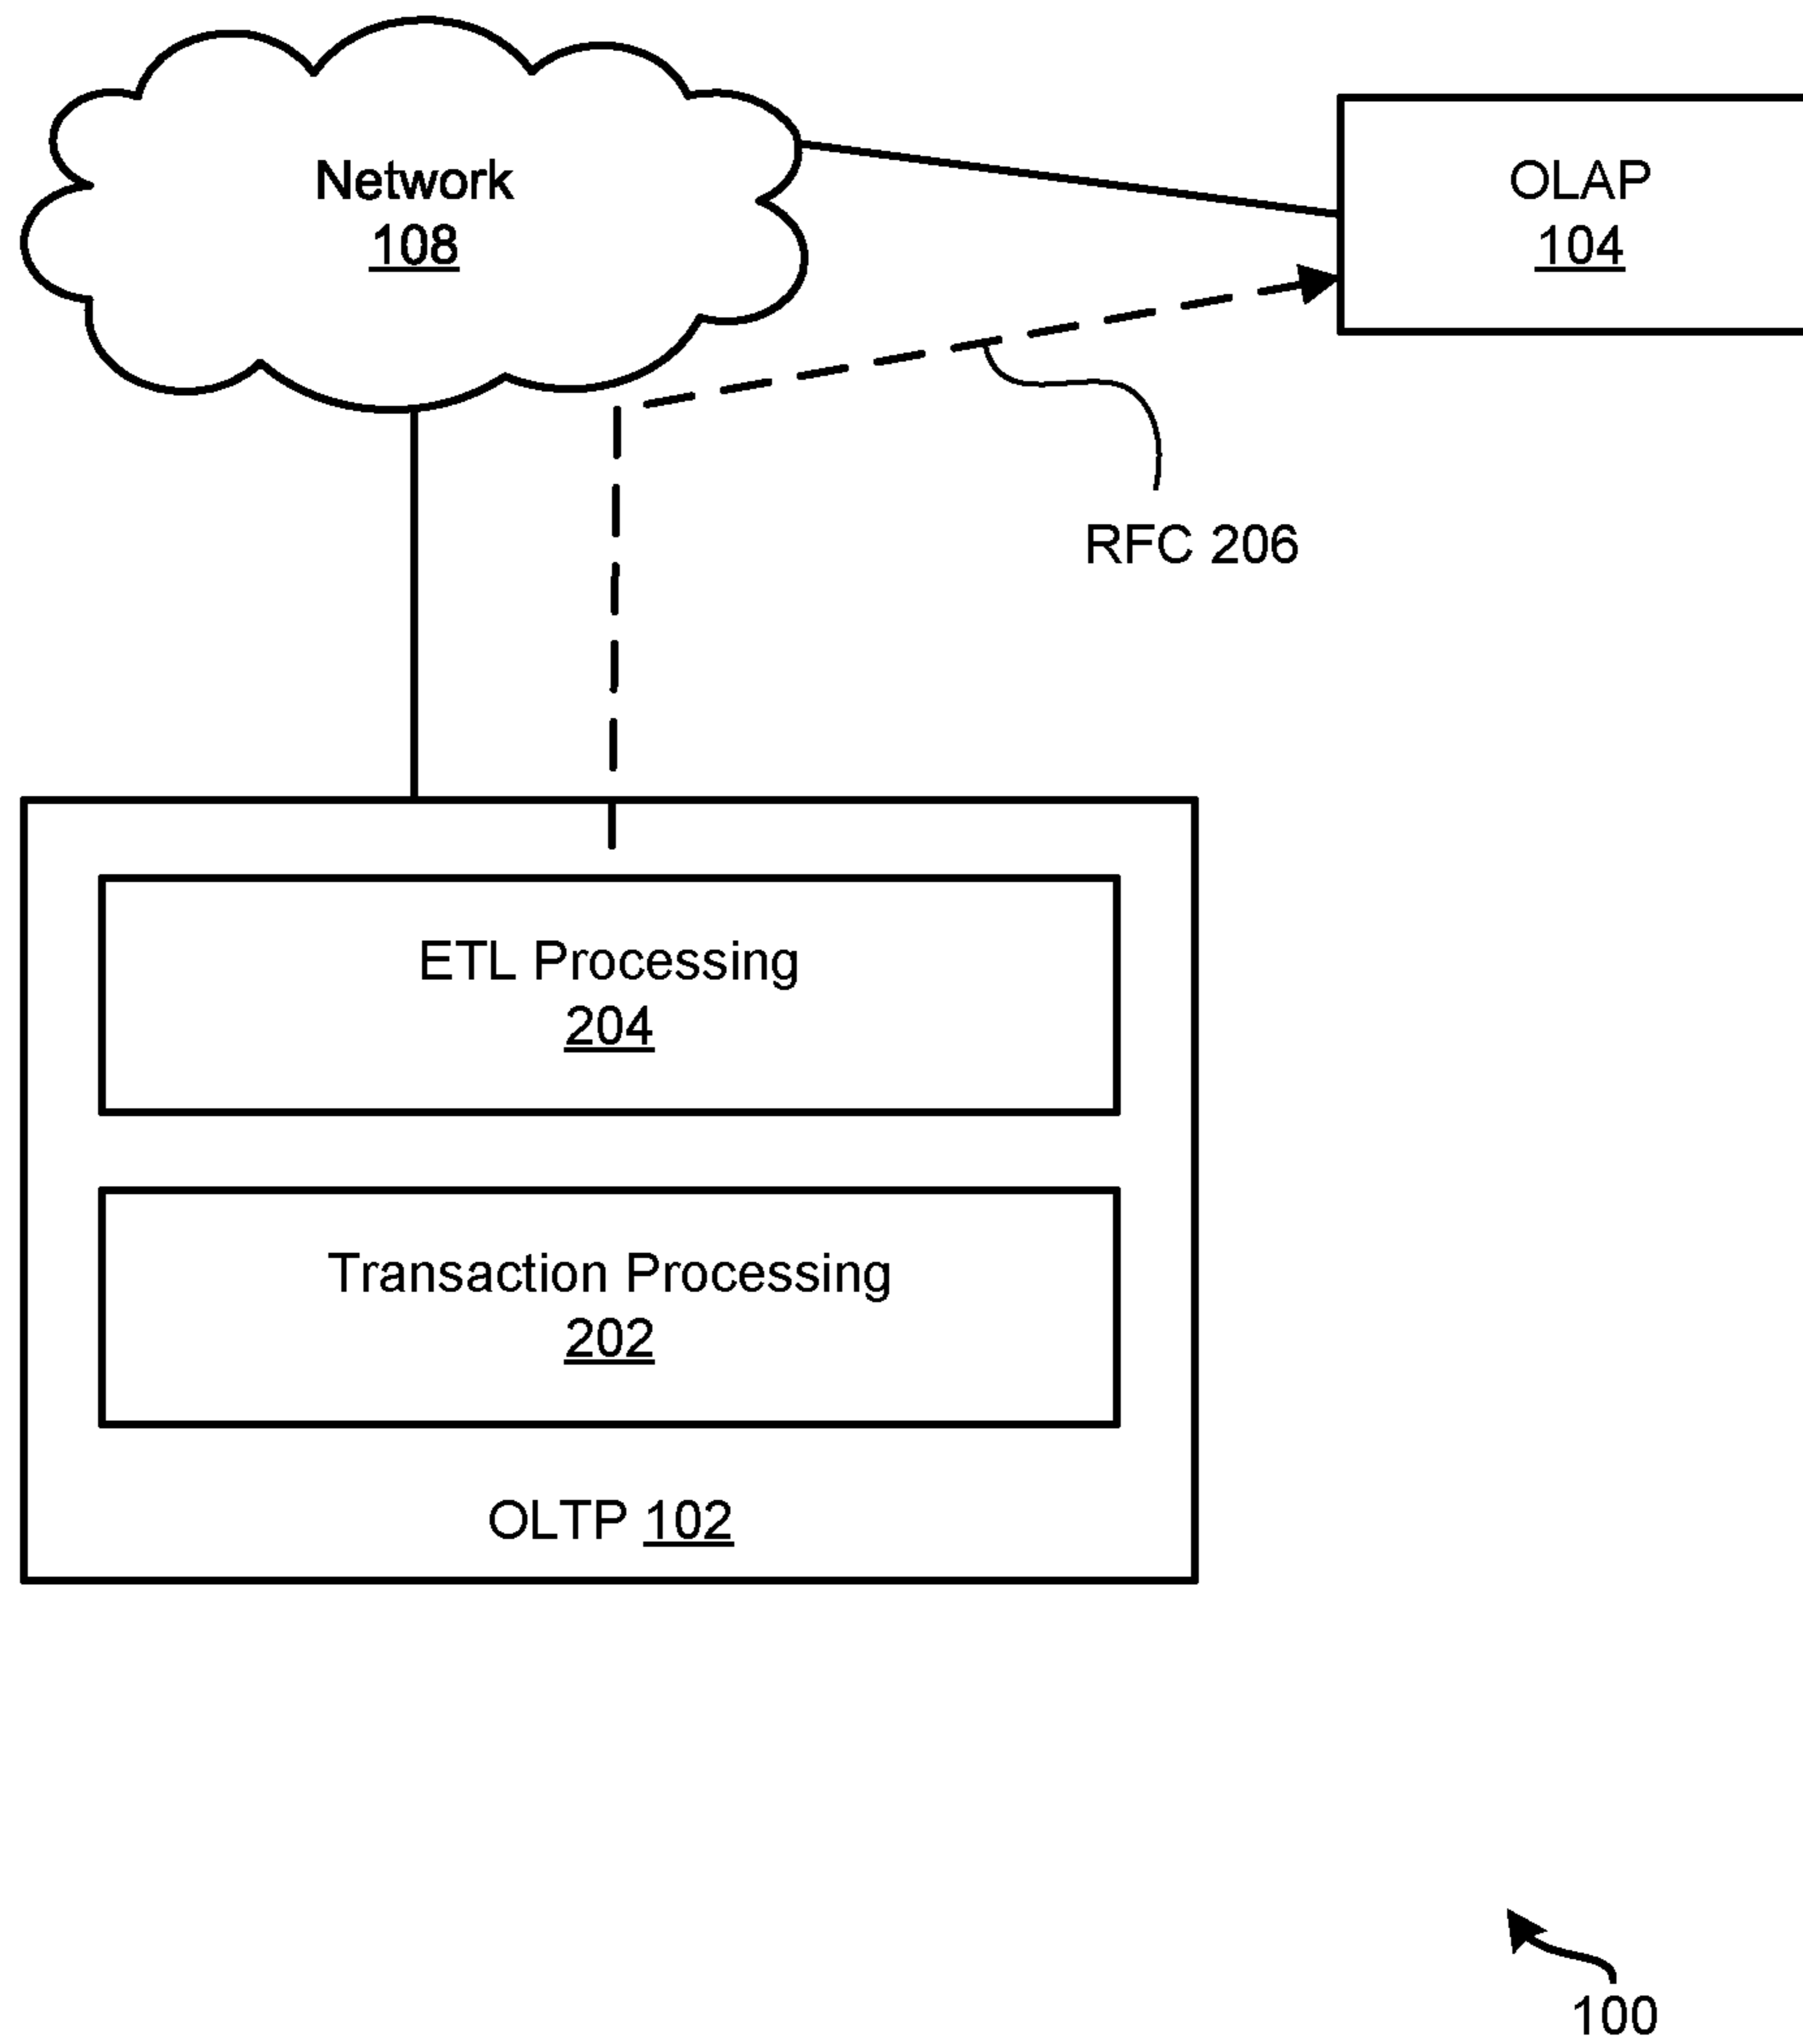 Network
108
OLAP
104
RFC 206
ETL Processing
204
Transaction Processing
202
OLTP 102
100